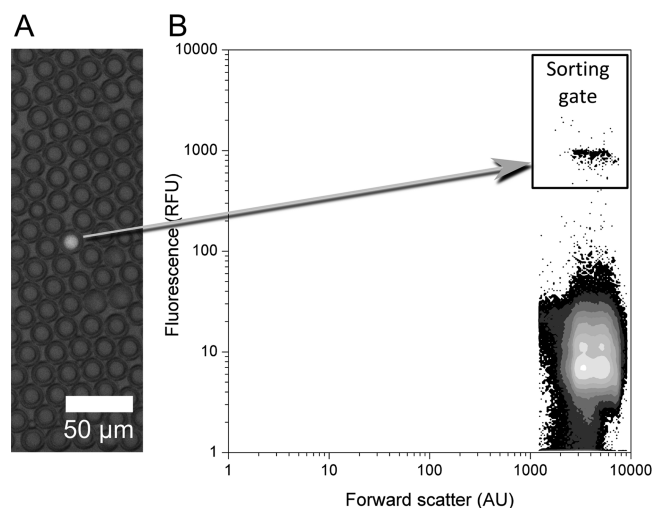 A
B
10000
1000
100
10
1
Sorting
gate
Fluorescence (RFU)
50 µm
1
10
100
1000
10000
Forward scatter (AU)